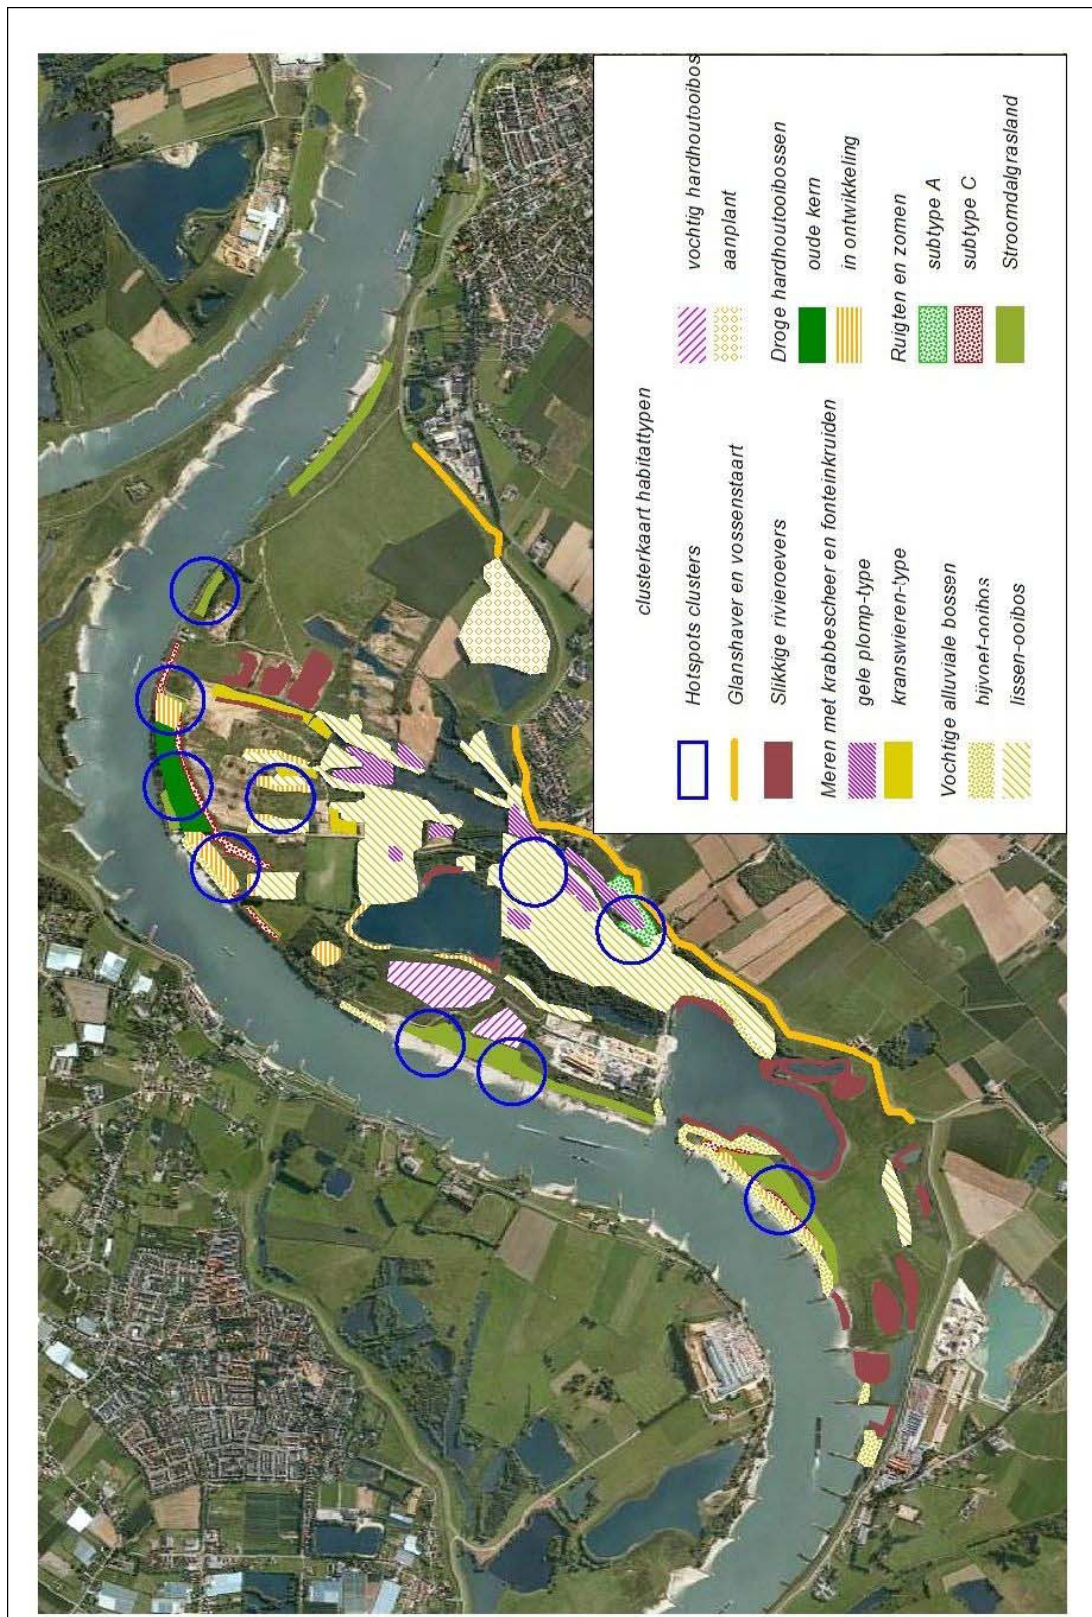 clusterkaart habitattypen
Hotspots clusters
Glanshaver en vossenstaart
Slikkige rivieroevers
Meren met krabbescheer en fonteinkruiden
gele plomp-type
kranswieren-type
Vochtige alluviale bossen
hijvnet-ooibos
lissen-ooibos
vochtig hardhoutooibos
aanplant
Droge hardhoutooibossen
oude kern
in ontwikkeling
Ruigten en zomen
subtype A
subtype C
Stroomdalgrasland